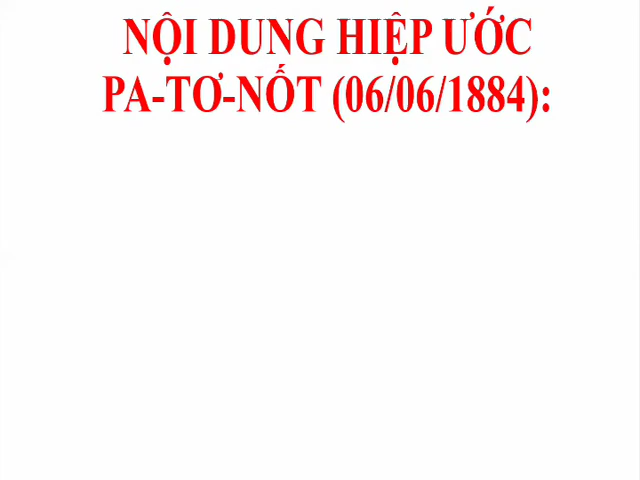 NỘI DUNG HIỆP ƯỚC
PA-TƠ-NỐT (06/06/1884):